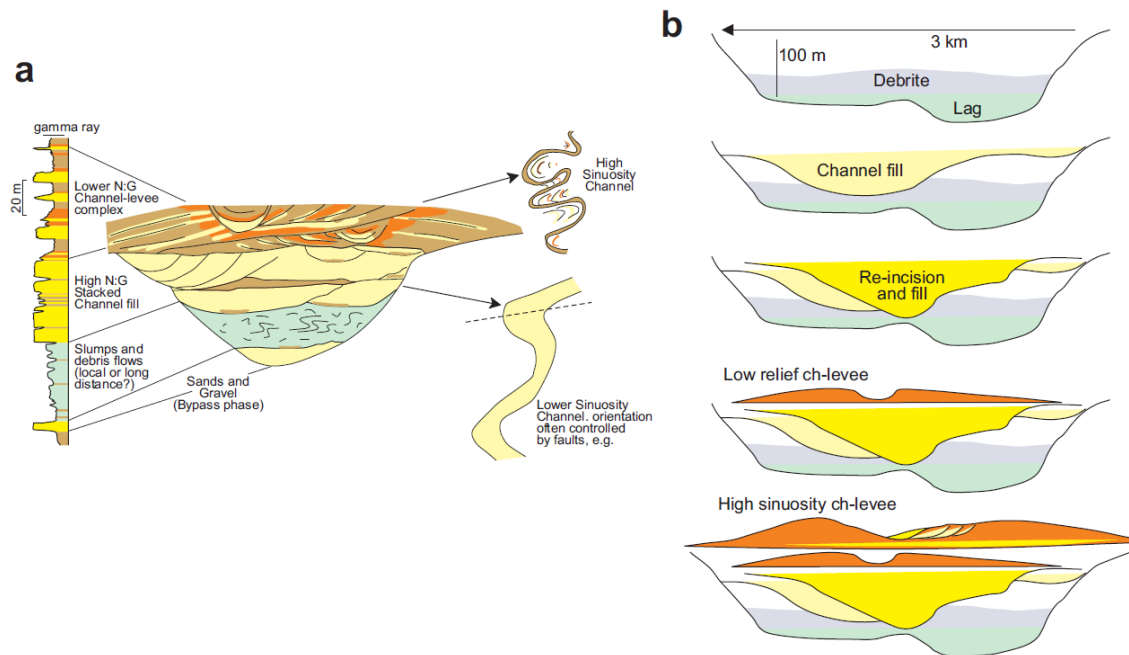 a
gamma ray
20 m
Lower N:G
Channel-levee
complex
High N:G
Stacked
Channel fill
Slumps and
debris flows
(local or long
distance?)
Sands and
Gravel
(Bypass phase)
High
Sinuosity
Channel
Lower Sinuosity
Channel. orientation
often controlled
by faults, e.g.
b
3 km
100 m
Debrite
Lag
Channel fill
Re-incision
and fill
Low relief ch-levee
High sinuosity ch-levee